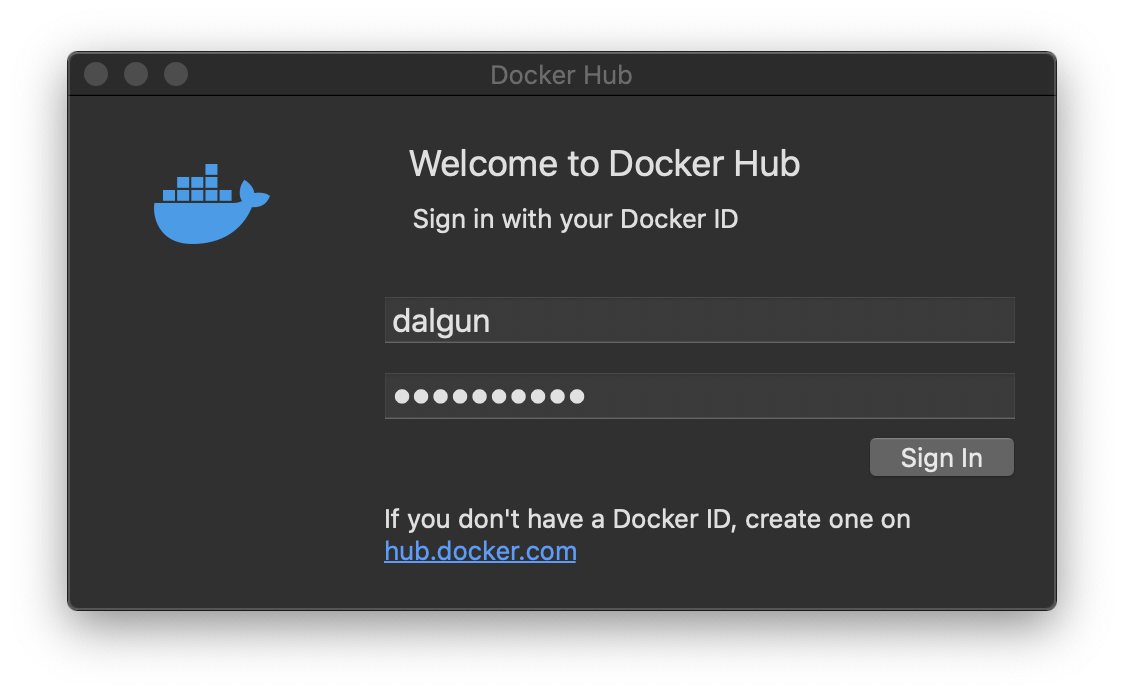 Docker Hub
Welcome to Docker Hub
Sign in with your Docker ID
dalgun
●●●●●●●●●●
Sign In
If you don't have a Docker ID, create one on
hub.docker.com